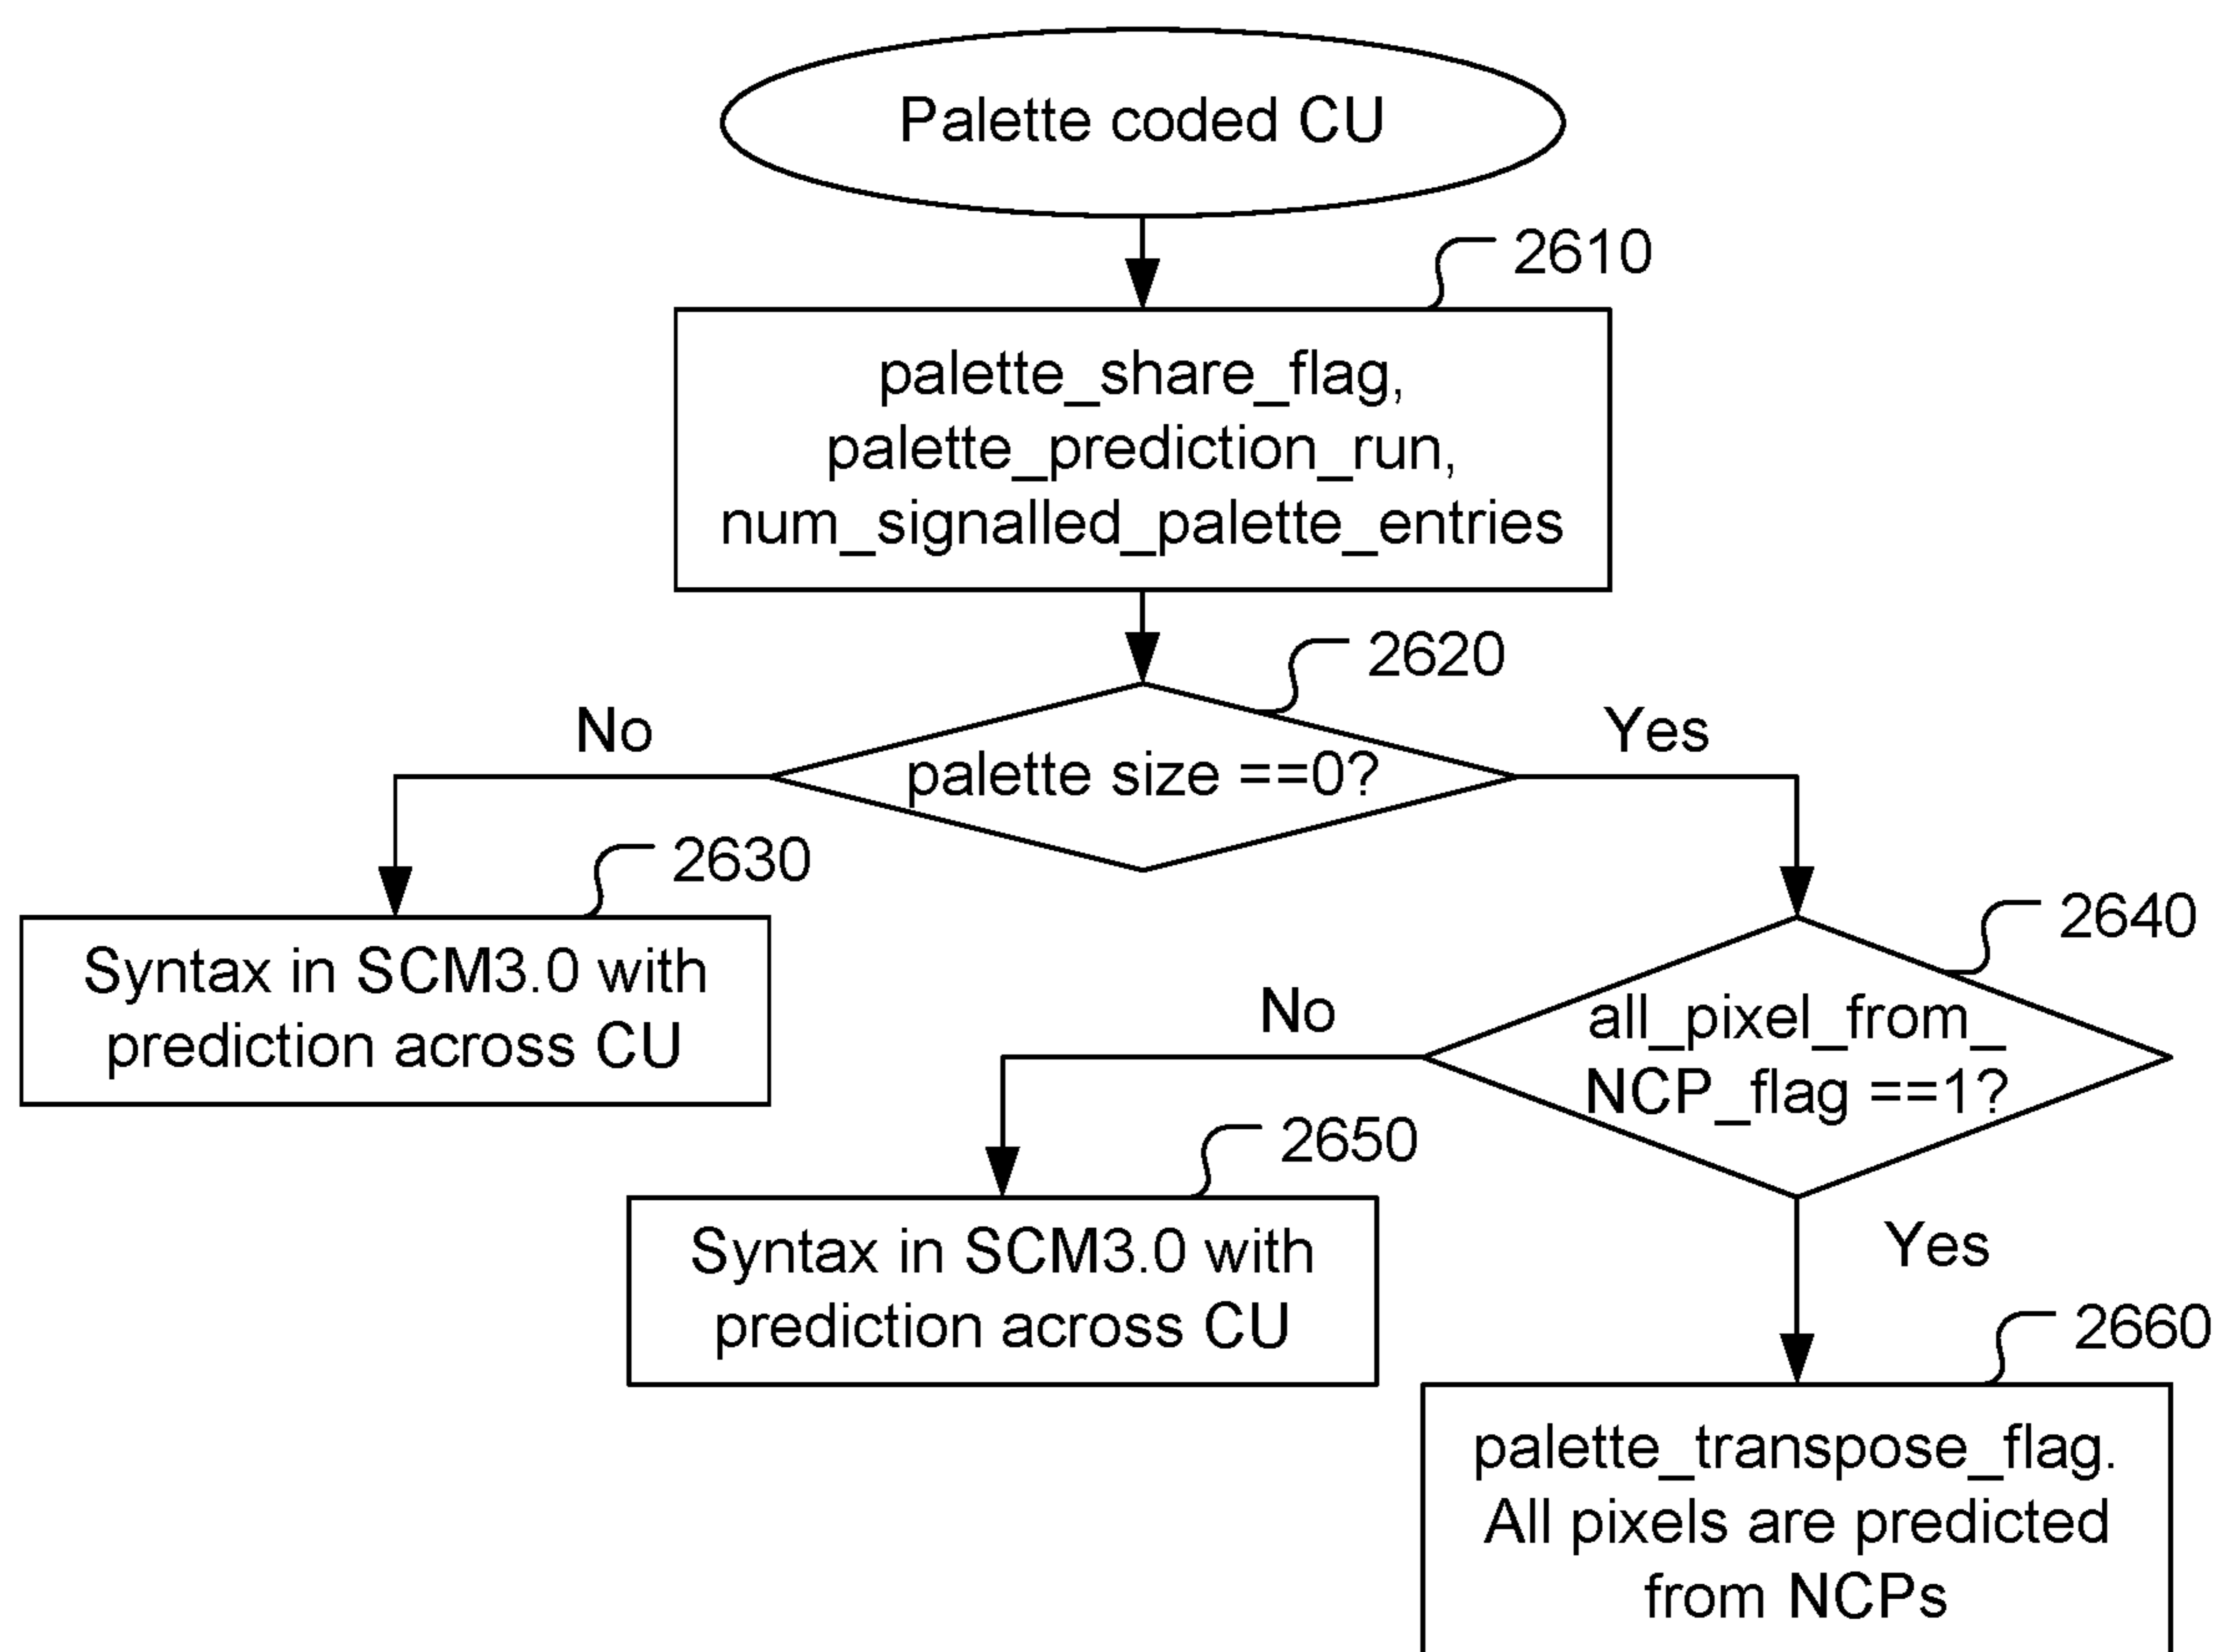 Palette coded CU
2610
palette_share_flag,
palette_prediction_run,
num_signalled_palette_entries
2620
No
Yes
palette size ==0?
2630
2640
Syntax in SCM3.0 with
prediction across CU
No
all_pixel_from_
NCP_flag ==1?
2650
Syntax in SCM3.0 with
prediction across CU
Yes
2660
palette_transpose_flag.
All pixels are predicted
from NCPs